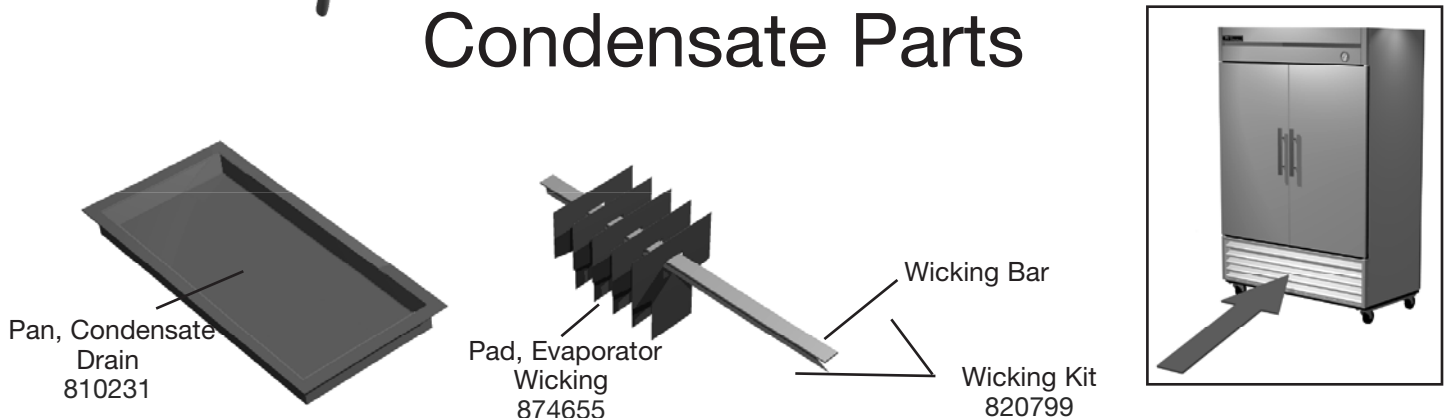 Condensate Parts
Pan, Condensate
Drain
810231
Pad, Evaporator
Wicking
874655
Wicking Bar
Wicking Kit
820799